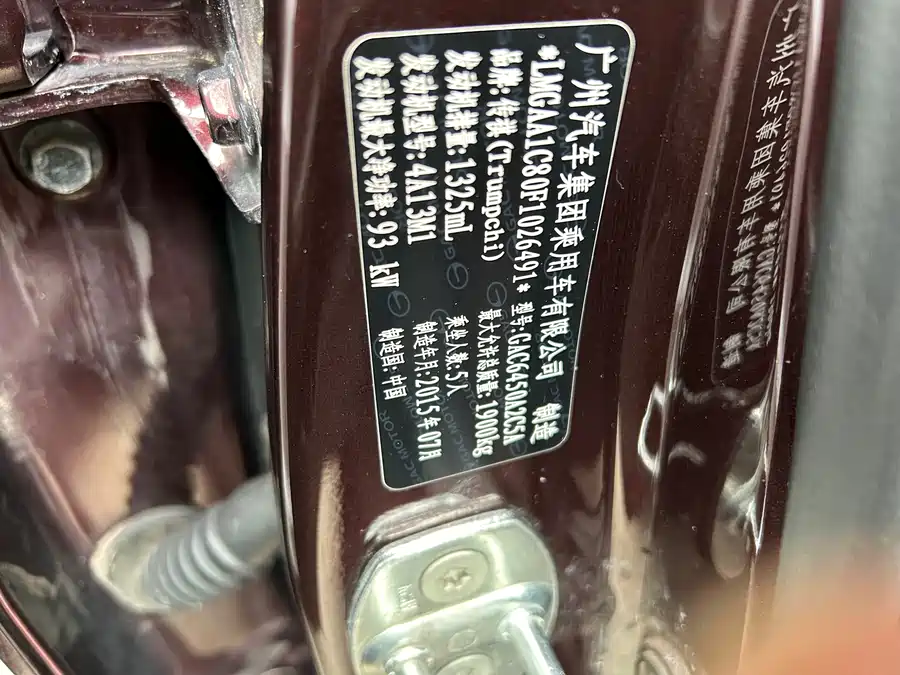 广州汽车集团乘用车有限公司 制造
*LMGAA1C80F1026491*
型号:GAC6450A2C5A
品牌:传祺(Trumpchi)
最大允许总质量:1900kg
发动机排量:1325mL
乘坐人数:5人
发动机型号:4A13M1
制造年月:2015年07月
发动机最大净功率:93 kW
制造国:中国